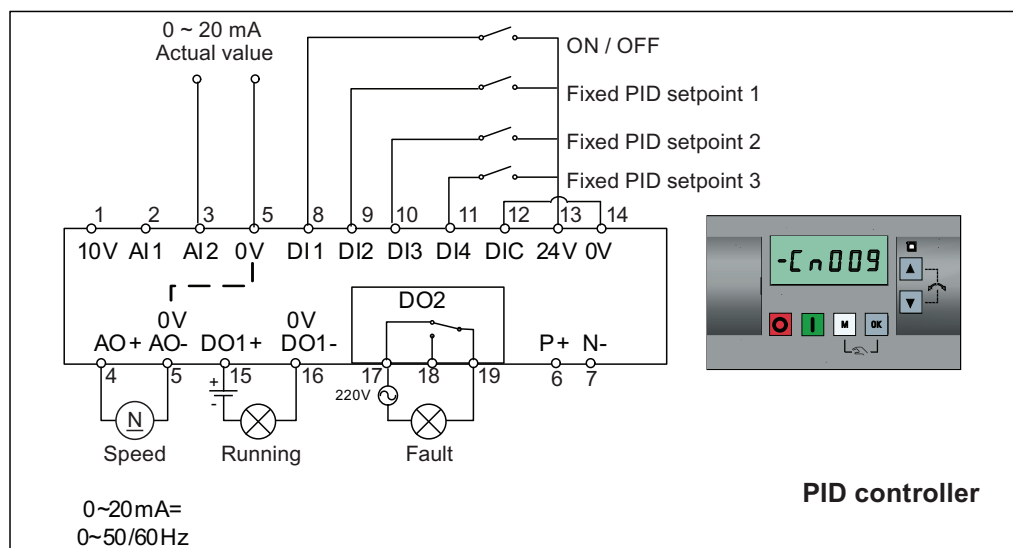 0 ~ 20 mA
Actual value
ON / OFF
Fixed PID setpoint 1
Fixed PID setpoint 2
Fixed PID setpoint 3
1 2 3 5 8 9 10 11 12 13 14
10V AI1 AI2 0V DI1 DI2 DI3 DI4 DIC 24V 0V
-Cn009
M OK
DO2
0V 0V
AO+ AO- DO1+ DO1- P+ N-
4 5 15 16 17 18 19 6 7
+
-
220V
N
Speed Running Fault
PID controller
0~20mA=
0~50/60Hz